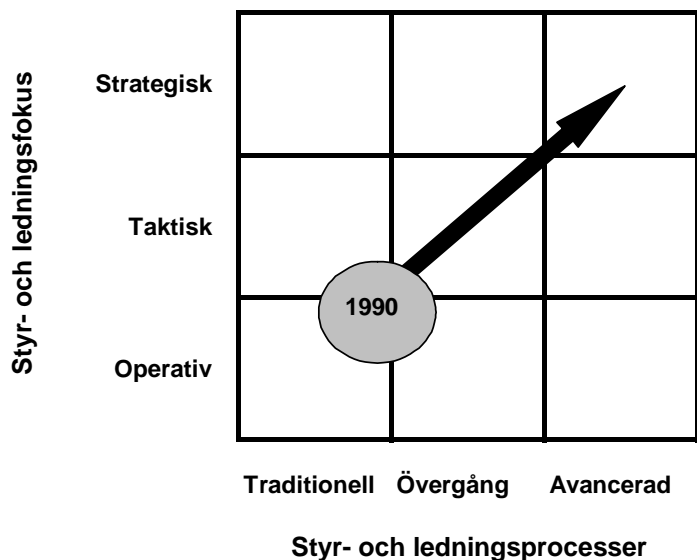 Styr- och ledningsfokus
Strategisk
Taktisk
Operativ
1990
Traditionell Övergång Avancerad
Styr- och ledningsprocesser